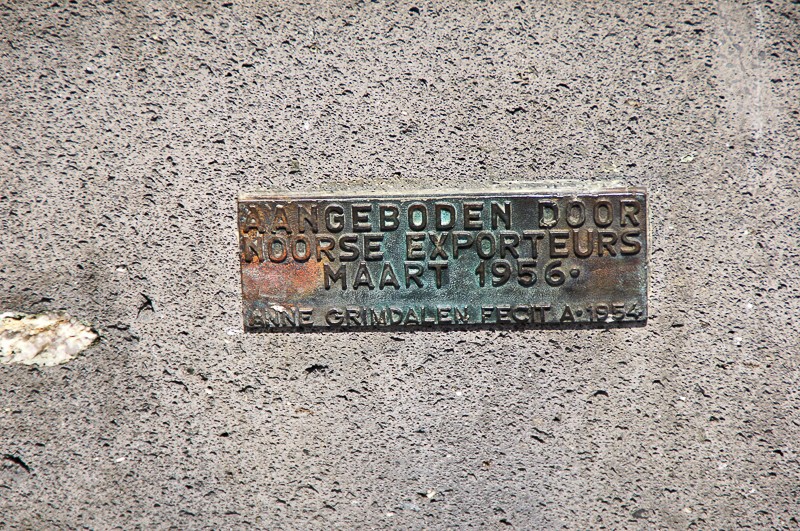 AANGEBODEN DOOR
NOORSE EXPORTEURS
MAART 1956.
ANNE GRIMDALEN FECIT A. 1954